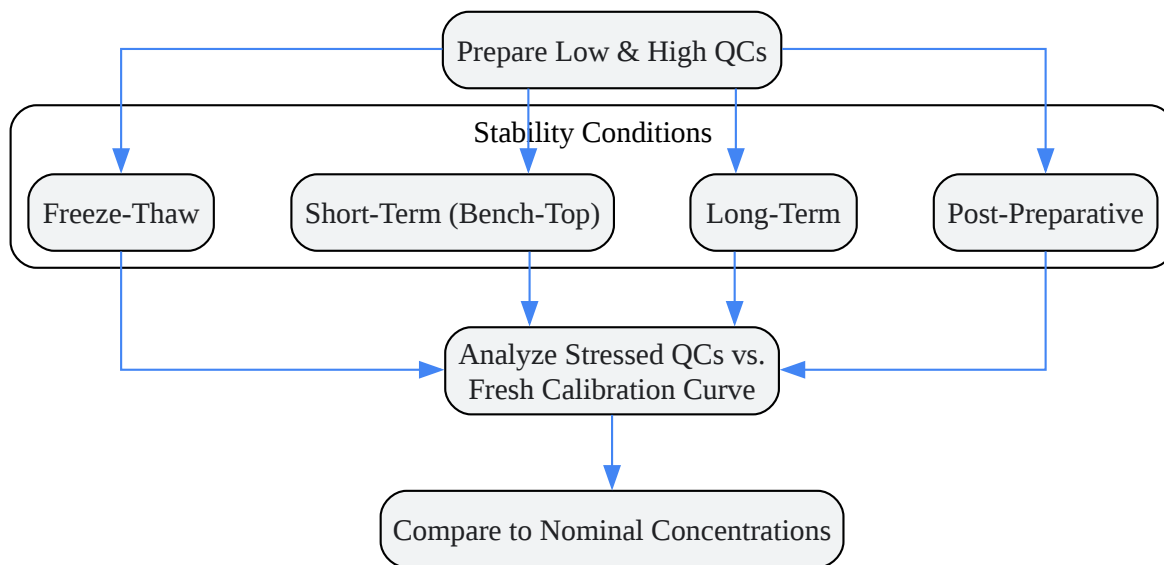 Prepare Low & High QCs
Stability Conditions
Freeze-Thaw
Short-Term (Bench-Top)
Long-Term
Post-Preparative
Analyze Stressed QCs vs.
Fresh Calibration Curve
Compare to Nominal Concentrations